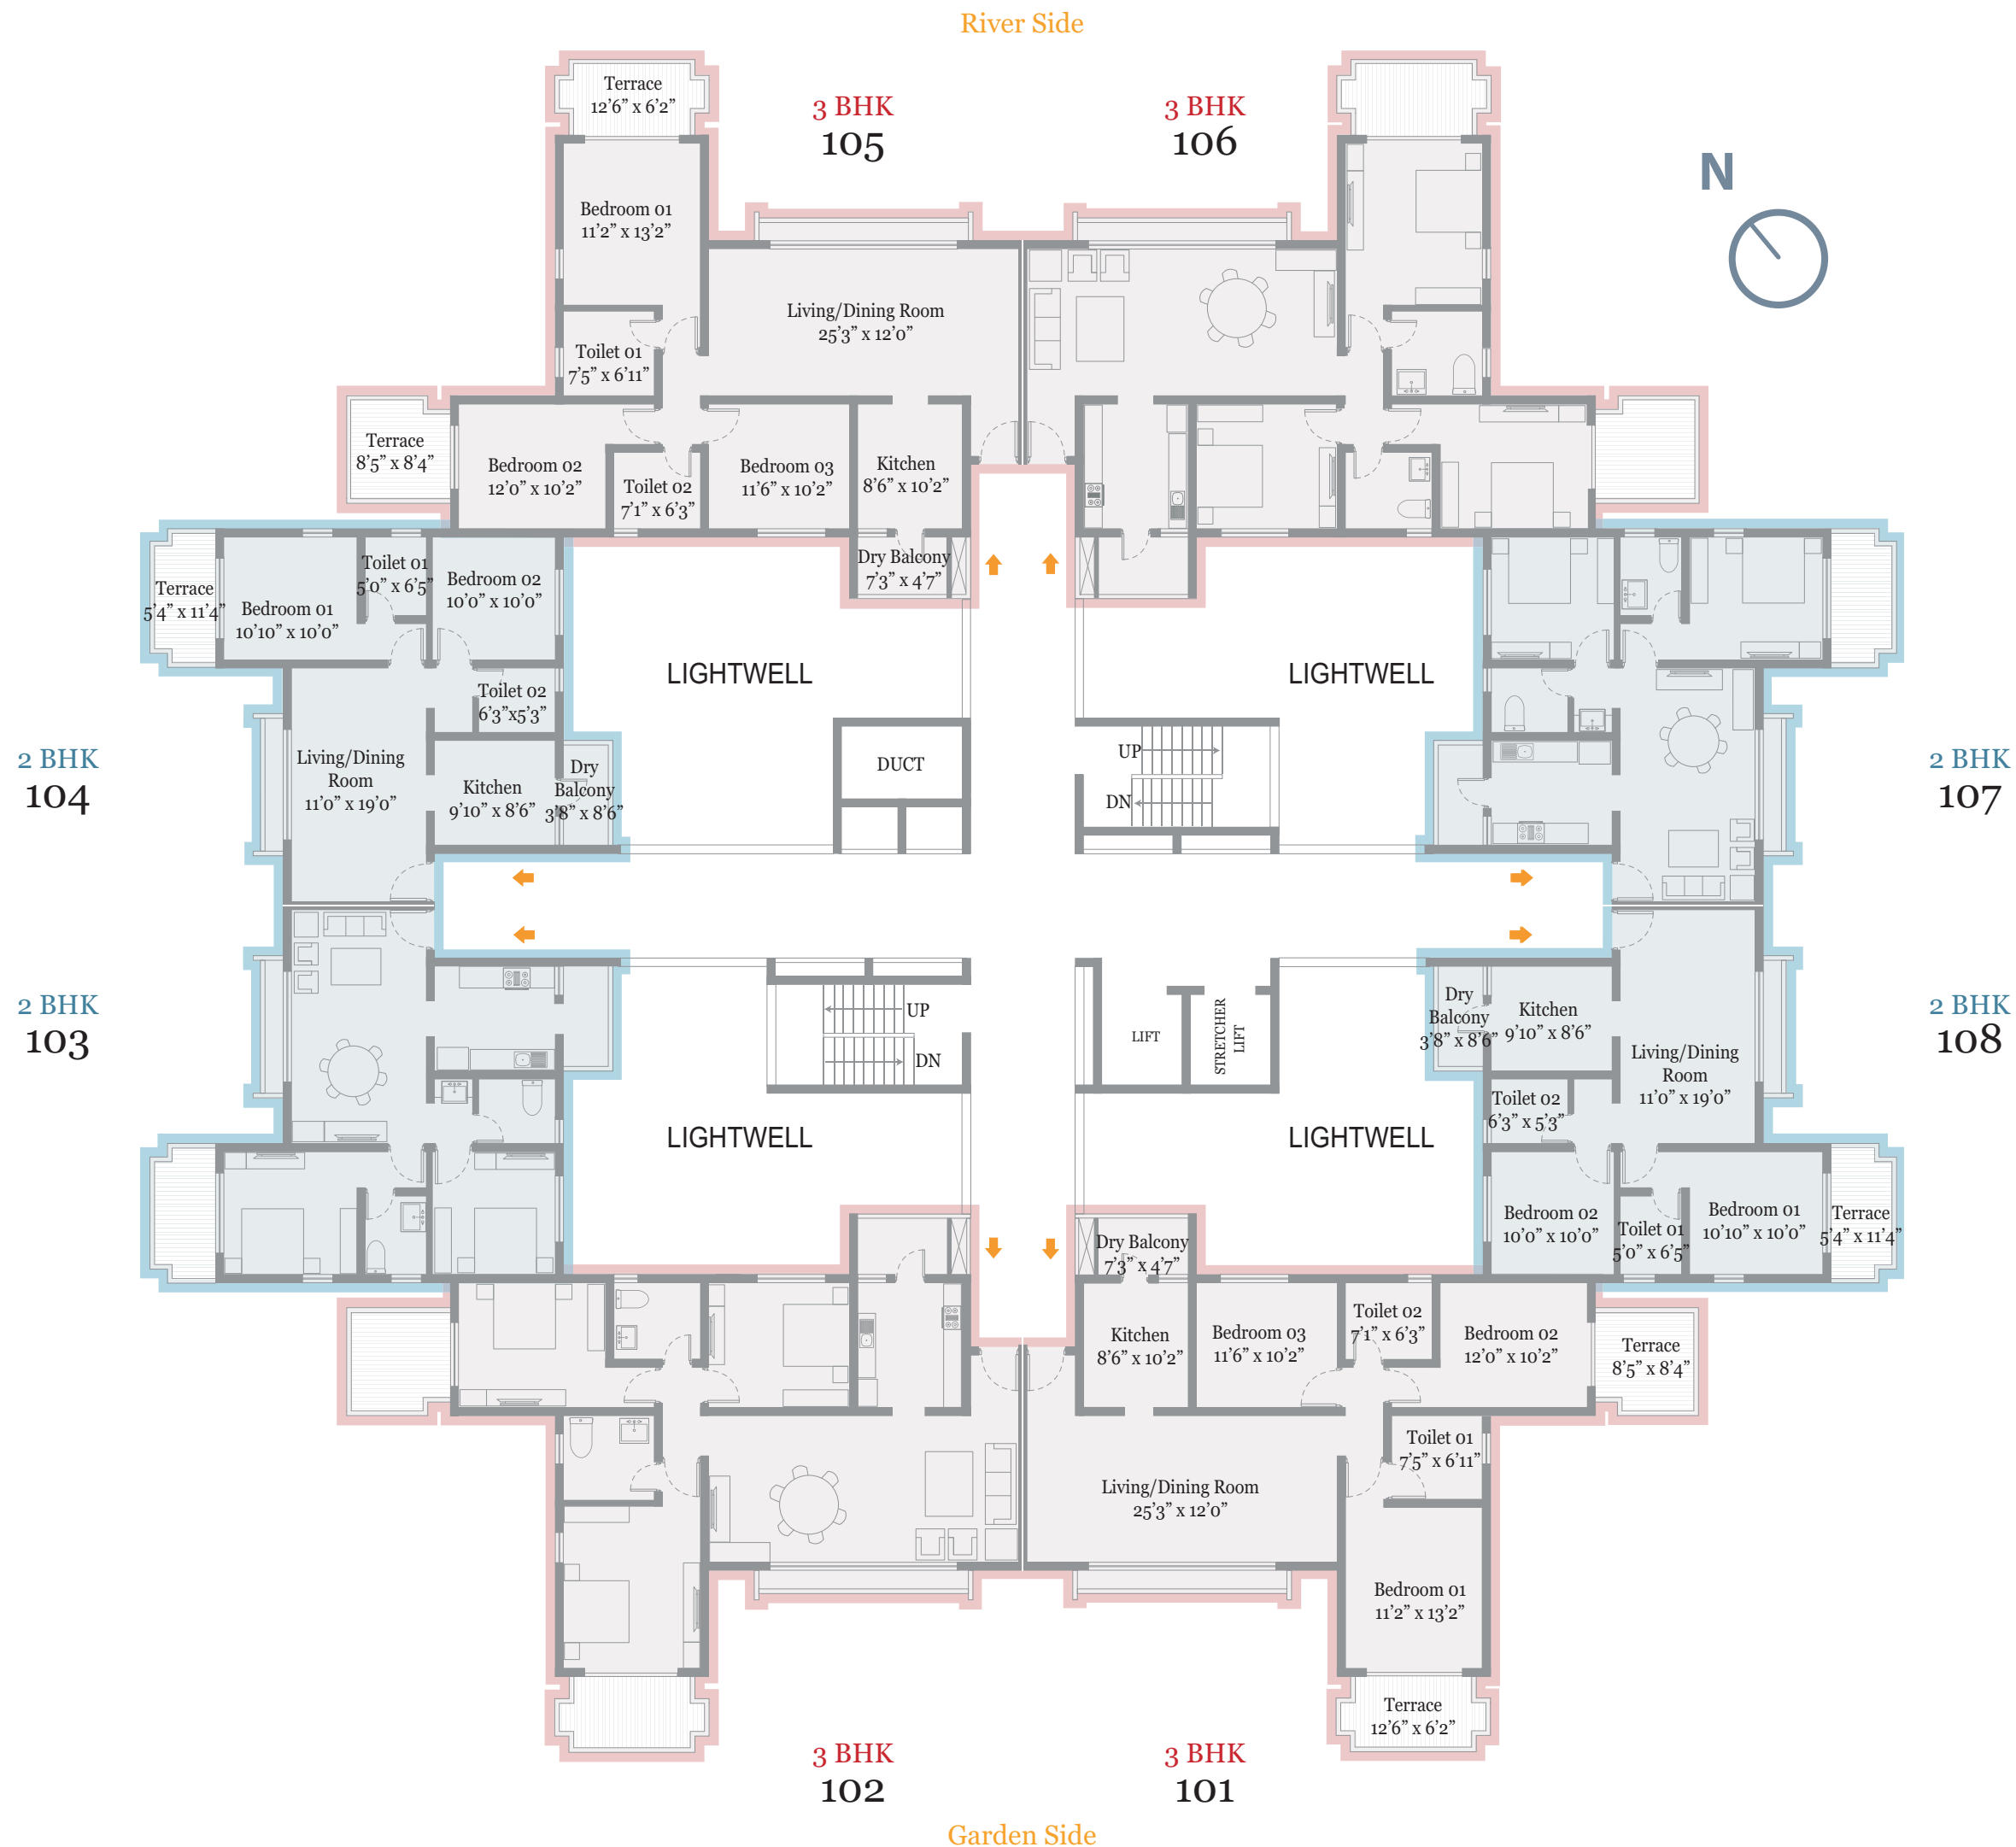 River Side
Terrace
12’6” x 6’2”
3 BHK
105
3 BHK
106
N
Bedroom 01
11’2” x 13’2”
Living/Dining Room
25’3” x 12’0”
Toilet 01
7’5” x 6’11”
Terrace
8’5” x 8’4”
Bedroom 02
12’0” x 10’2”
Toilet 02
7’1” x 6’3”
Bedroom 03
11’6” x 10’2”
Kitchen
8’6” x 10’2”
Dry Balcony
7’3” x 4’7”
Terrace
5’4” x 11’4”
Bedroom 01
10’10” x 10’0”
Toilet 01
5’0” x 6’5”
Bedroom 02
10’0” x 10’0”
Toilet 02
6’3”x5’3”
LIGHTWELL
LIGHTWELL
2 BHK
104
Living/Dining
Room
11’0” x 19’0”
Kitchen
9’10” x 8’6”
Dry
Balcony
3’8” x 8’6”
DUCT
UP
DN
2 BHK
107
2 BHK
103
UP
DN
LIFT
STRETCHER
LIFT
Dry
Balcony
3’8” x 8’6”
Kitchen
9’10” x 8’6”
Living/Dining
Room
11’0” x 19’0”
2 BHK
108
LIGHTWELL
LIGHTWELL
Toilet 02
6’3” x 5’3”
Bedroom 02
10’0” x 10’0”
Toilet 01
5’0” x 6’5”
Bedroom 01
10’10” x 10’0”
Terrace
5’4” x 11’4”
Dry Balcony
7’3” x 4’7”
Kitchen
8’6” x 10’2”
Bedroom 03
11’6” x 10’2”
Toilet 02
7’1” x 6’3”
Bedroom 02
12’0” x 10’2”
Terrace
8’5” x 8’4”
Toilet 01
7’5” x 6’11”
Living/Dining Room
25’3” x 12’0”
Bedroom 01
11’2” x 13’2”
Terrace
12’6” x 6’2”
3 BHK
102
3 BHK
101
Garden Side